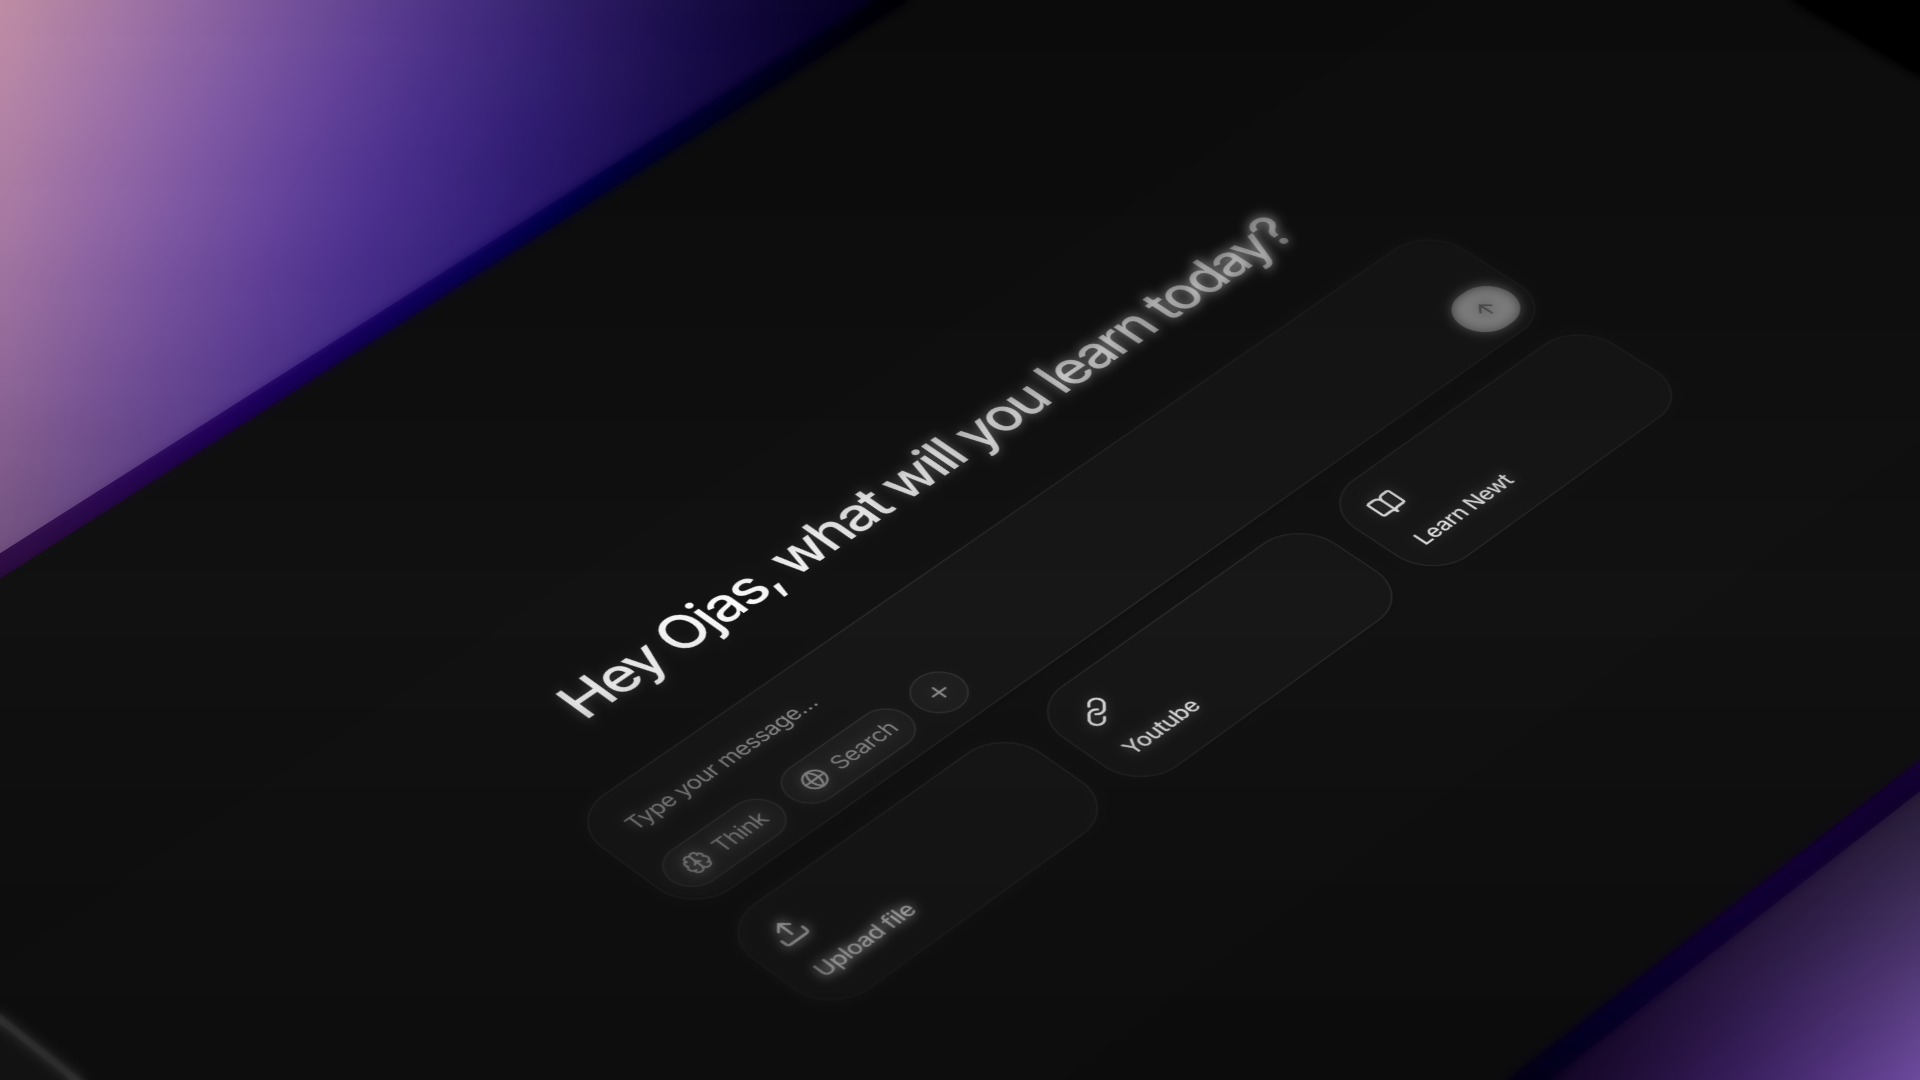 Hey Ojas, what will you learn today?
Type your message...
Think
Search
Upload file
Youtube
Learn Newt